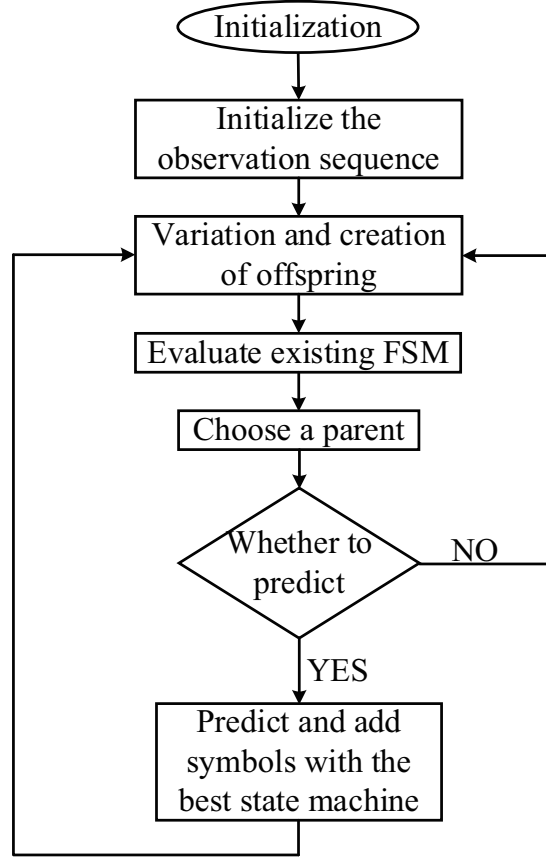 Initialization
Initialize the
observation sequence
Variation and creation
of offspring
Evaluate existing FSM
Choose a parent
Whether to
predict
NO
YES
Predict and add
symbols with the
best state machine